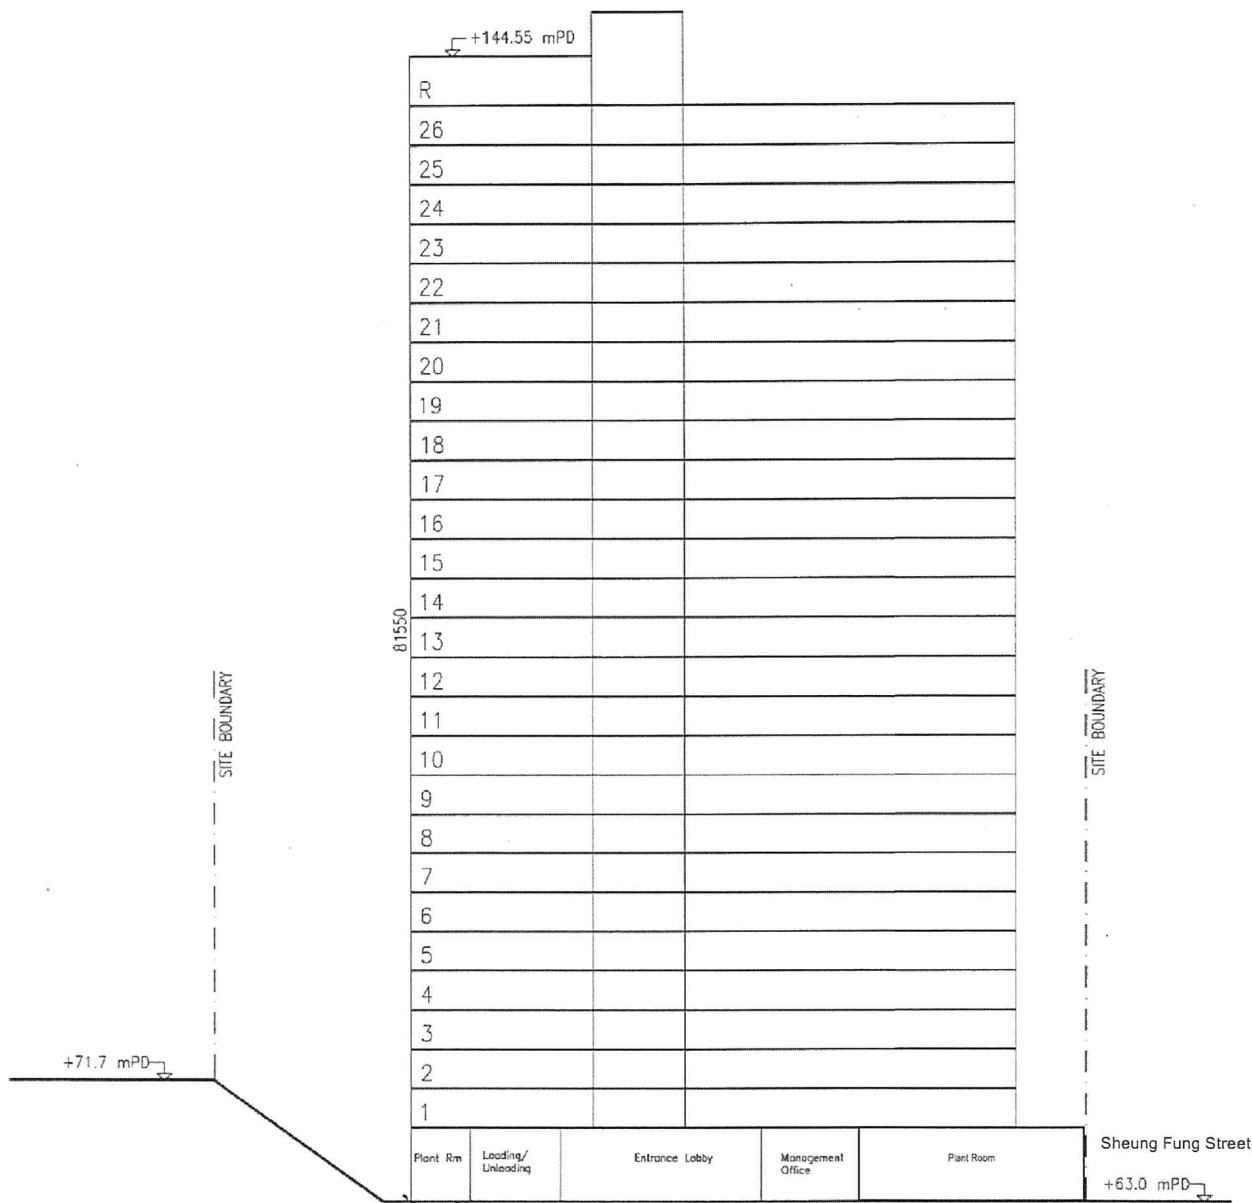 +144.55 mPD
R
26
25
24
23
22
21
20
19
18
17
16
15
14
81550
13
12
SITE BOUNDARY
SITE BOUNDARY
11
10
9
8
7
6
5
4
3
+71.7 mPD
2
1
Plant Rm
Loading/
Unloading
Entrance Lobby
Management
Office
Plant Room
Sheung Fung Street
+63.0 mPD